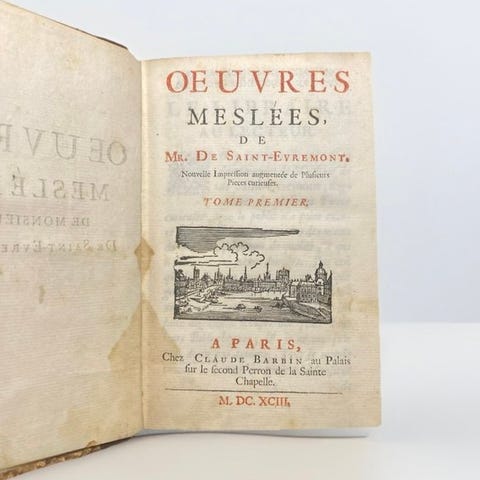 OEUVRES
MESLÉES,
DE
MR. DE SAINT-EVREMONT.
Nouvelle Impression augmentée de Plusieurs
Pieces curieuses.
TOME PREMIER.
A PARIS,
Chez CLAUDE BARBIN au Palais
sur le second Perron de la Sainte
Chapelle.
M. DC. XCIII.